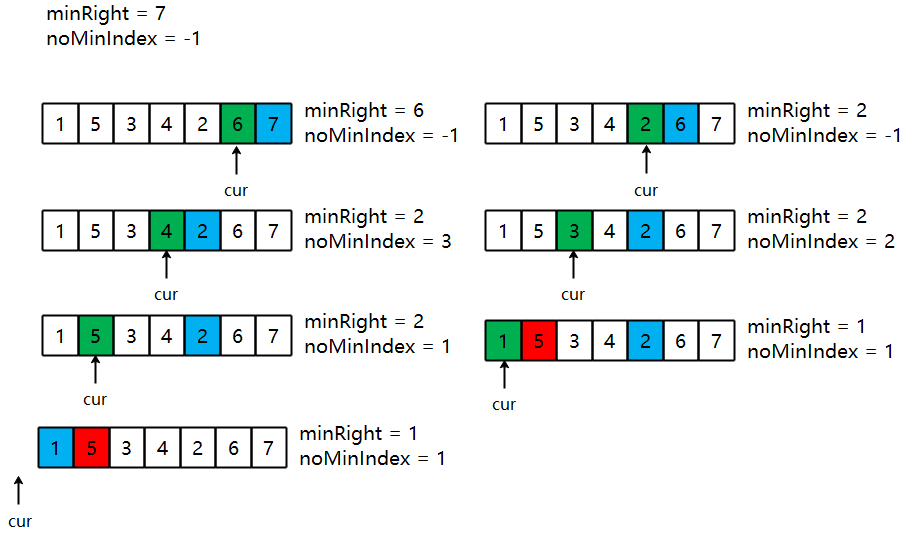 minRight = 7
noMinIndex = -1
1 5 3 4 2 6 7
minRight = 6
noMinIndex = -1
cur
1 5 3 4 2 6 7
minRight = 2
noMinIndex = -1
cur
1 5 3 4 2 6 7
minRight = 2
noMinIndex = 3
cur
1 5 3 4 2 6 7
minRight = 2
noMinIndex = 2
cur
1 5 3 4 2 6 7
minRight = 2
noMinIndex = 1
cur
1 5 3 4 2 6 7
minRight = 1
noMinIndex = 1
cur
1 5 3 4 2 6 7
minRight = 1
noMinIndex = 1
cur